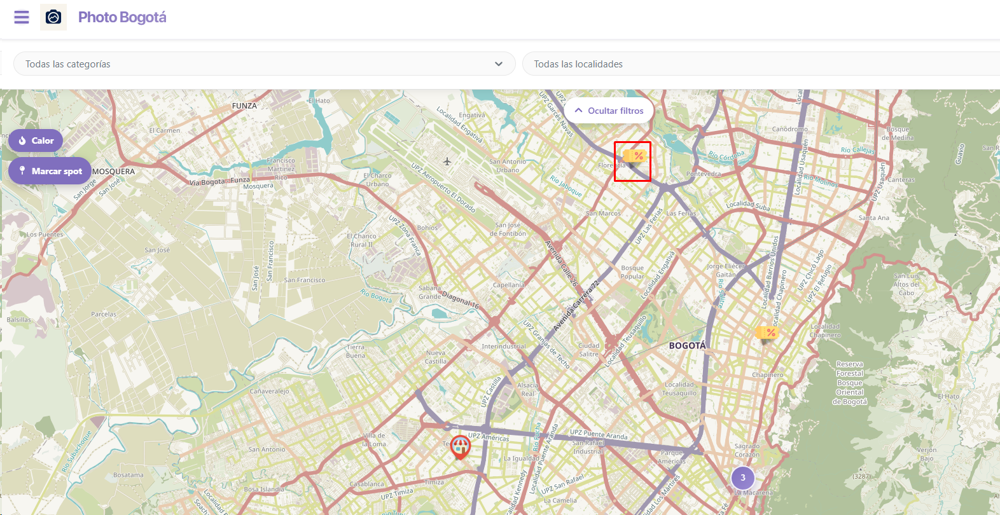 Photo Bogotá
Todas las categorías
Todas las localidades
Ocultar filtros
Calor
Marcar spot
FUNZA
El Hato
Engativá
Localidad Engativá
UPZ Garcés Navas
UPZ
Cañódromo
Bosque
de Medina
El Carmen
Río Córdoba
Río Callejas
Guavio
San R
Francisco
Martínez
San Antonio
Urbano
Florencia
Pontevedra
Localidad Usaquén
UPZ Usaquén
Canteras
MOSQUERA
El Charco
Urbano
UPZ Aeropuerto El Dorado
Río Jaboque
Río Molinos
Vía Bogota - Funza
Mosquera
San Jorge
San José
San Marcos
Las Ferias
UPZ Las Ferias
Localidad Suba
Santa Ana
Los Puentes
Bohíos
UPZ Zona Franca
San José
de Fontibón
El Chanco
Rural II
San José
San Francisco
San José
San Francisco
Avenida Calle 26
Bosque
Popular
Localidad Engativá
Jorge Eliécer
Gaitán
Localidad Barrios Unidos
UPZ Chicó Lago
UPZ El Refugio
Localidad Chapinero
San Luis
Altos del
Cabo
Sabana
Grande
Capellanía
Diagonal 16
Río Bogotá
Río Salitre
Avenida Carrera 72
Balsillas
Parcelas
UPZ Granjas de Techo
Localidad Teusaquillo
Localidad
Chapinero
Tierra
Buena
Nueva
Castilla
Interindustrial
Ciudad
Salitre
BOGOTÁ
Chapinero
Reserva
Forestal
Bosque
Oriental
de Bogotá
Cañaveralejo
UPZ Castilla
Alsacia
Real
Localidad
Teusaquillo
El Hato
Río Subachoque
Villa de
la Loma
UPZ Américas
Río Fucha
UPZ Puente Aranda
San Rafael
Industrial
San Antonio
Te
La Igualdad
Localidad Puente Aranda
Parque
Américas
Sagrado
Corazón
Verjón
Bajo
Bosatama
Timiza
Casablanca
UPZ Timiza
Bosa Islandia
Localidad
Soach
Localidad Kennedy
UPZ San Rafael
La Camelia
Localidad Los Mártires
3
La Macarena
(3287)